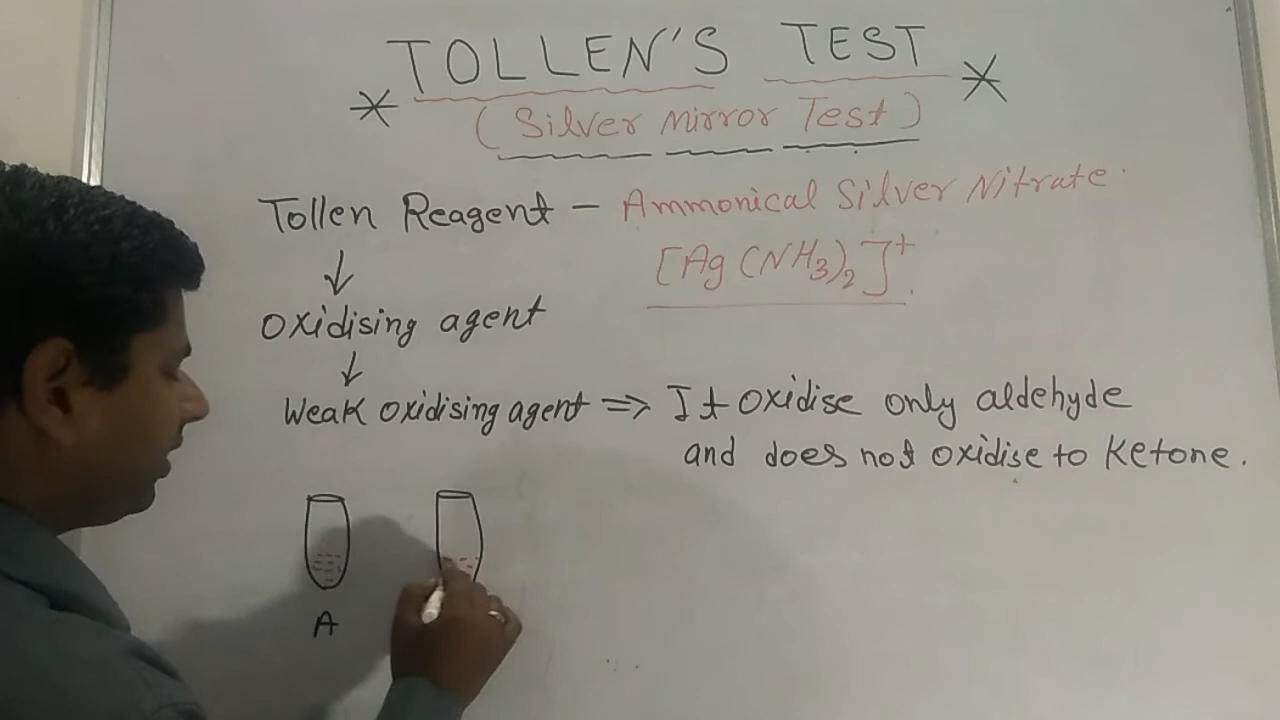 TOLLEN'S TEST
(Silver Mirror Test)
Tollen Reagent - Ammonical Silver Nitrate.
[Ag(NH3)2]+
Oxidising agent
Weak oxidising agent ⇒ It oxidise only aldehyde
and does not oxidise to Ketone.
A